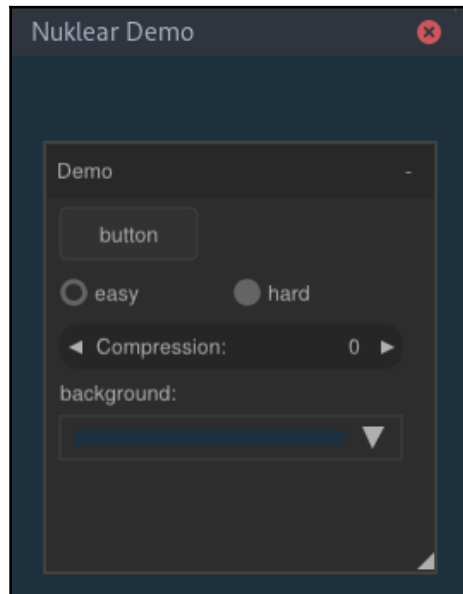 Nuklear Demo
Demo -
button
easy hard
Compression: 0
background: